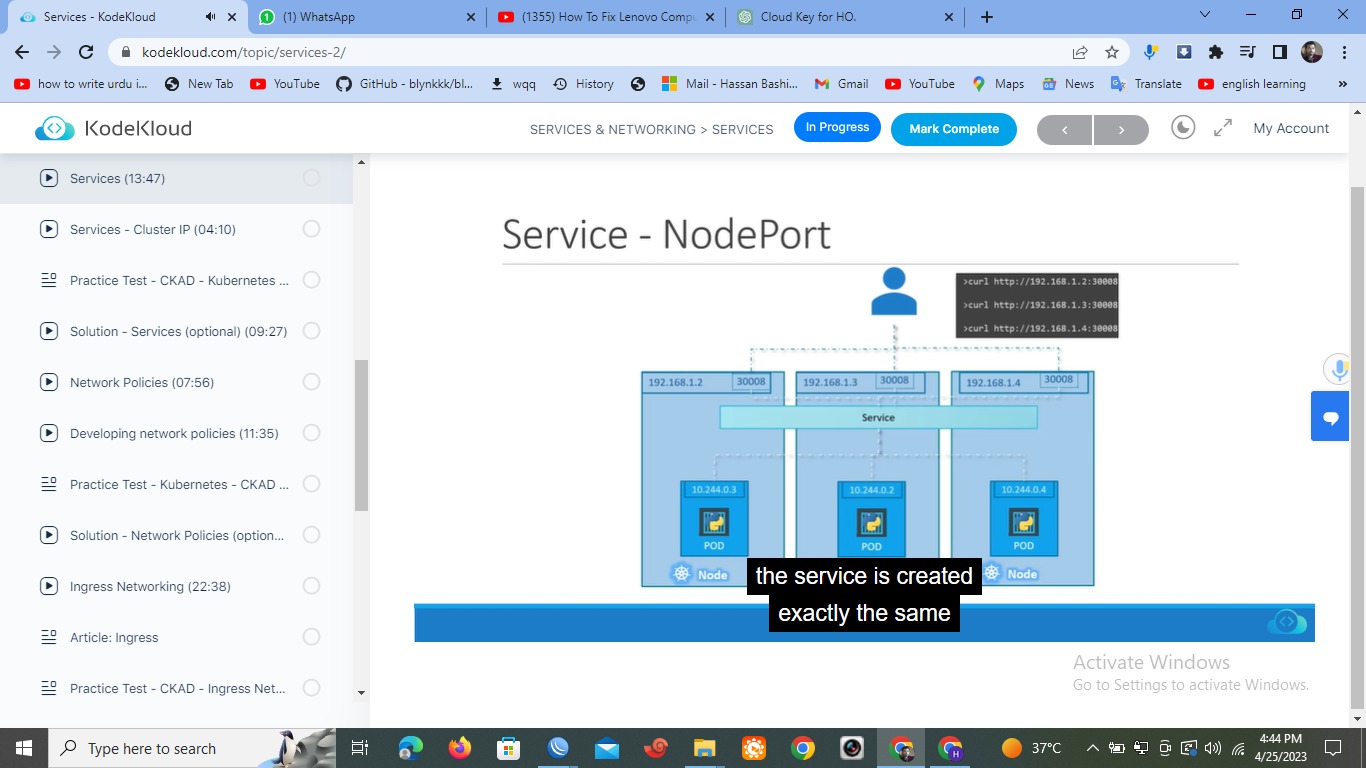 Services - KodeKloud
(1) WhatsApp
(1355) How To Fix Lenovo Compu
Cloud Key for HO.
kodekloud.com/topic/services-2/
how to write urdu i...
New Tab
YouTube
GitHub - blynkkk/bl...
wqq
History
Mail - Hassan Bashi...
Gmail
YouTube
Maps
News
Translate
english learning
»
KodeKloud
SERVICES & NETWORKING > SERVICES
In Progress
Mark Complete
<
>
My Account
Services (13:47)
Services - Cluster IP (04:10)
Practice Test - CKAD - Kubernetes ...
Solution - Services (optional) (09:27)
Network Policies (07:56)
Developing network policies (11:35)
Practice Test - Kubernetes - CKAD ...
Solution - Network Policies (option...
Ingress Networking (22:38)
Article: Ingress
Practice Test - CKAD - Ingress Net...
Service - NodePort
>curl http://192.168.1.2:30008
>curl http://192.168.1.3:30008
>curl http://192.168.1.4:30008
192.168.1.2 30008
192.168.1.3 30008
192.168.1.4 30008
Service
10.244.0.3
10.244.0.2
10.244.0.4
POD
POD
POD
Node
Node
the service is created
exactly the same
Activate Windows
Go to Settings to activate Windows.
Type here to search
37°C
4:44 PM
4/25/2023